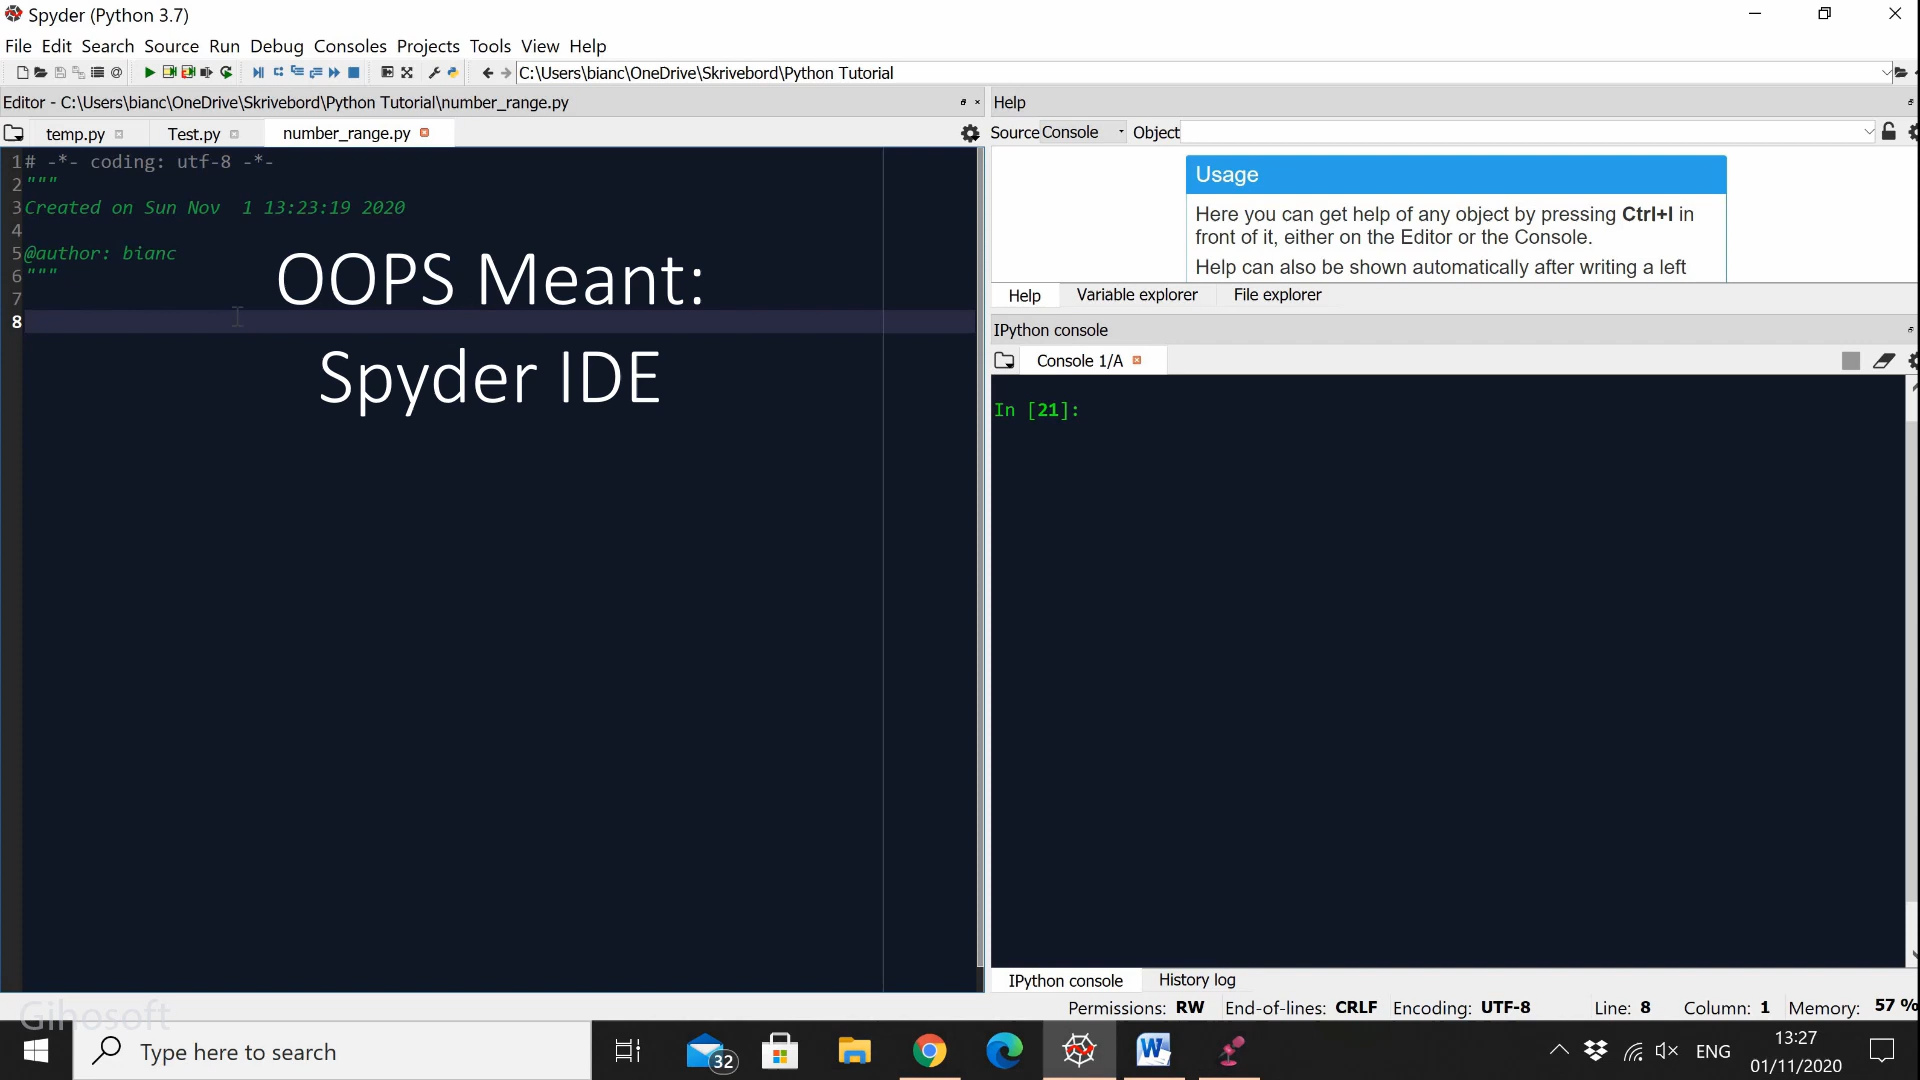 Spyder (Python 3.7)
File Edit Search Source Run Debug Consoles Projects Tools View Help
C:\Users\bianc\OneDrive\Skrivebord\Python Tutorial
Editor - C:\Users\bianc\OneDrive\Skrivebord\Python Tutorial\number_range.py
Help
temp.py Test.py number_range.py
Source Console Object
1 # -*- coding: utf-8 -*-
2 """
3 Created on Sun Nov  1 13:23:19 2020
4
5 @author: bianc
6 """
7
8
OOPS Meant:
Spyder IDE
Usage
Here you can get help of any object by pressing Ctrl+I in
front of it, either on the Editor or the Console.
Help can also be shown automatically after writing a left
Help Variable explorer File explorer
IPython console
Console 1/A
In [21]:
IPython console History log
Permissions: RW End-of-lines: CRLF Encoding: UTF-8 Line: 8 Column: 1 Memory: 57 %
Gihosoft
Type here to search
32
ENG
13:27
01/11/2020